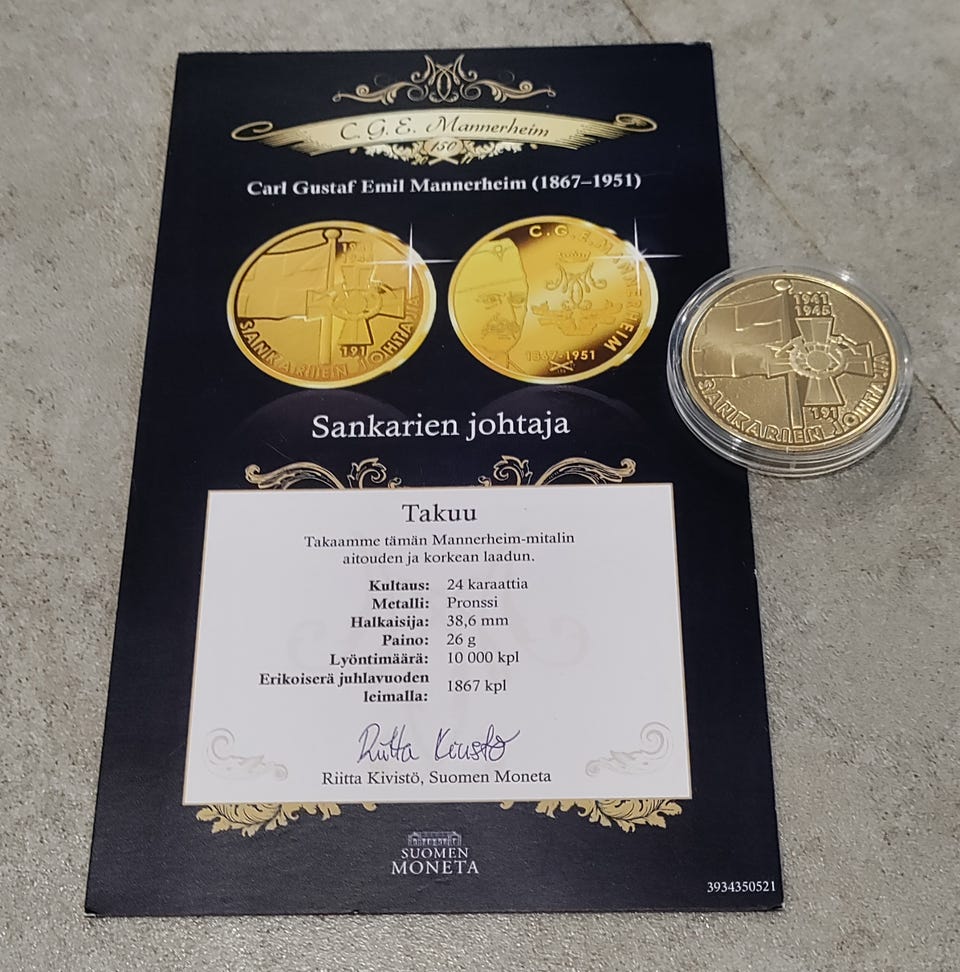 C. G. E. Mannerheim
150
Carl Gustaf Emil Mannerheim (1867–1951)
1941
1945
191
SANKARIEN JOHTAJA
C.G.E. MANNERHEIM
1867-1951
1941
1945
191
SANKARIEN JOHTAJA
Sankarien johtaja
Takuu
Takaamme tämän Mannerheim-mitalin
aitouden ja korkean laadun.
Kultaus: 24 karaattia
Metalli: Pronssi
Halkaisija: 38,6 mm
Paino: 26 g
Lyöntimäärä: 10 000 kpl
Erikoiserä juhlavuoden
leimalla: 1867 kpl
Riitta Kivistö
Riitta Kivistö, Suomen Moneta
SUOMEN
MONETA
3934350521